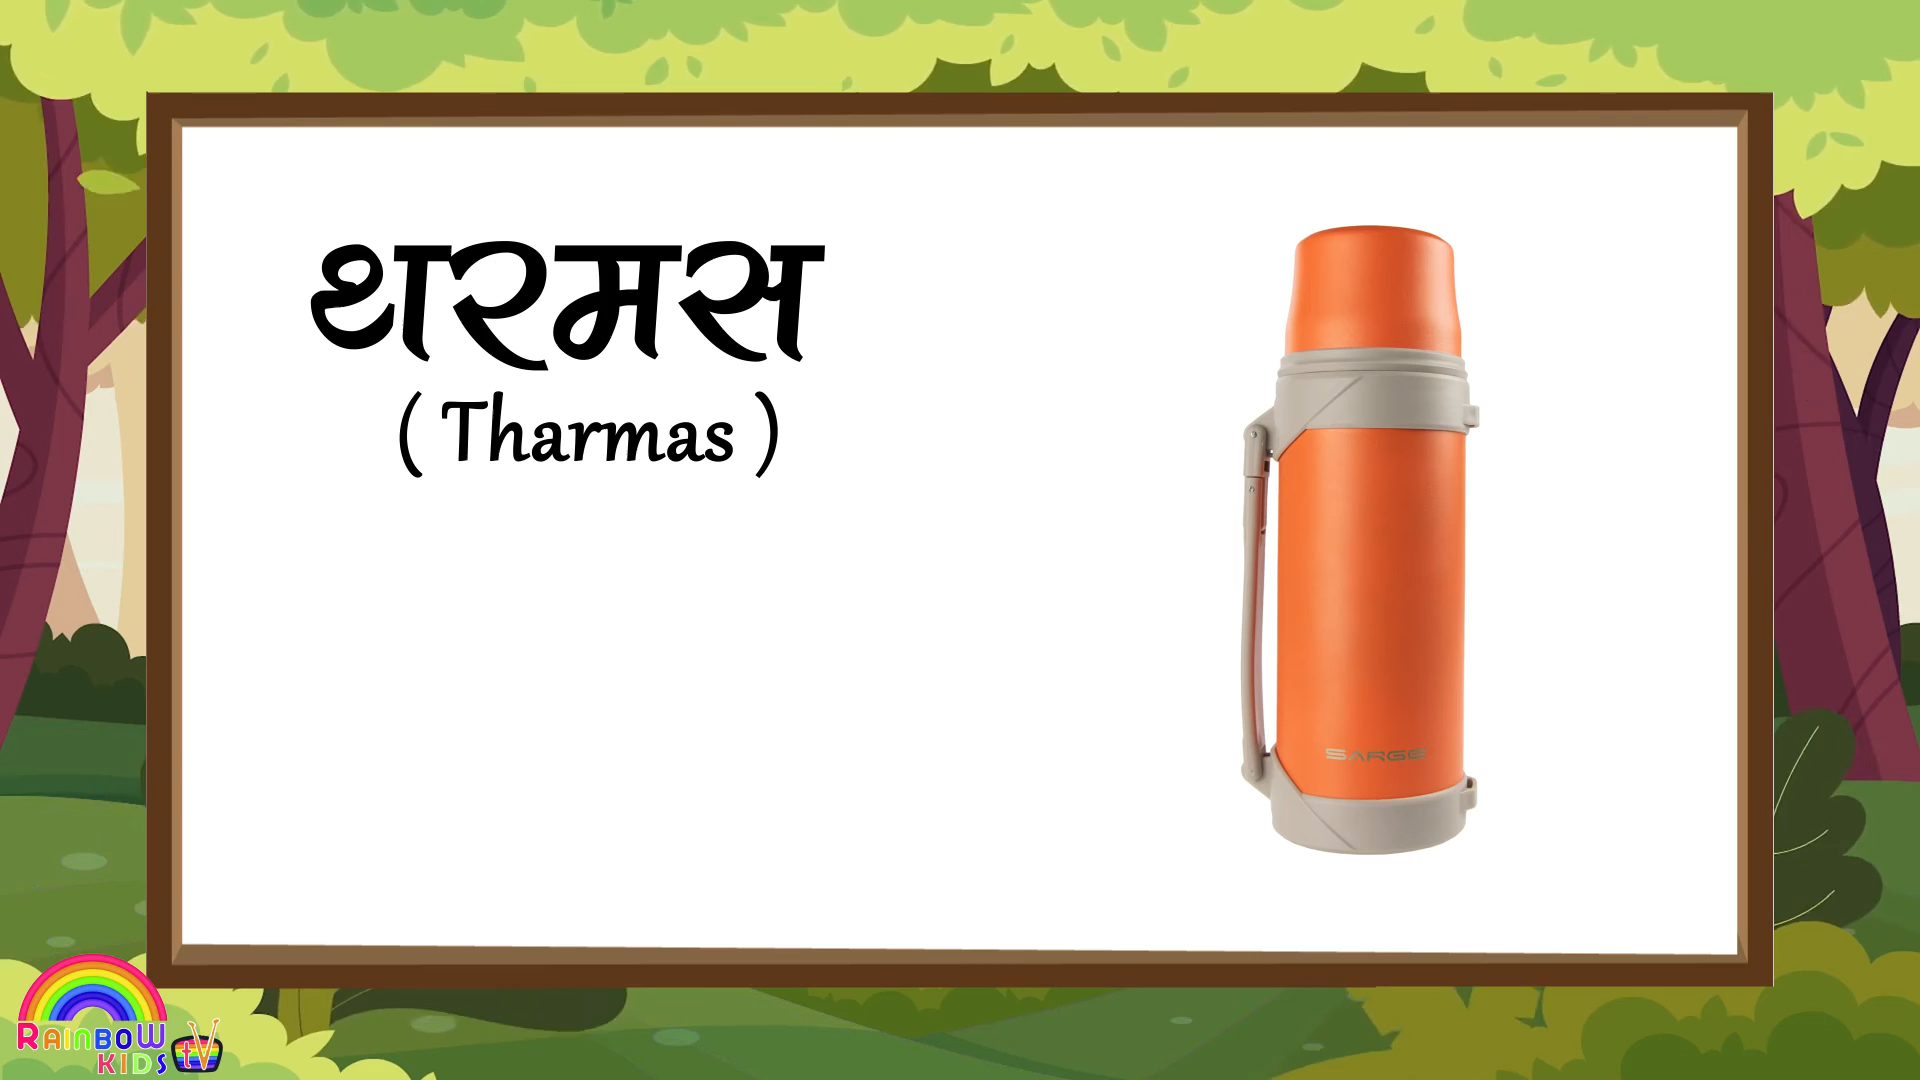 थरमस
( Tharmas )
SARGE
RAINBOW
KIDS tV